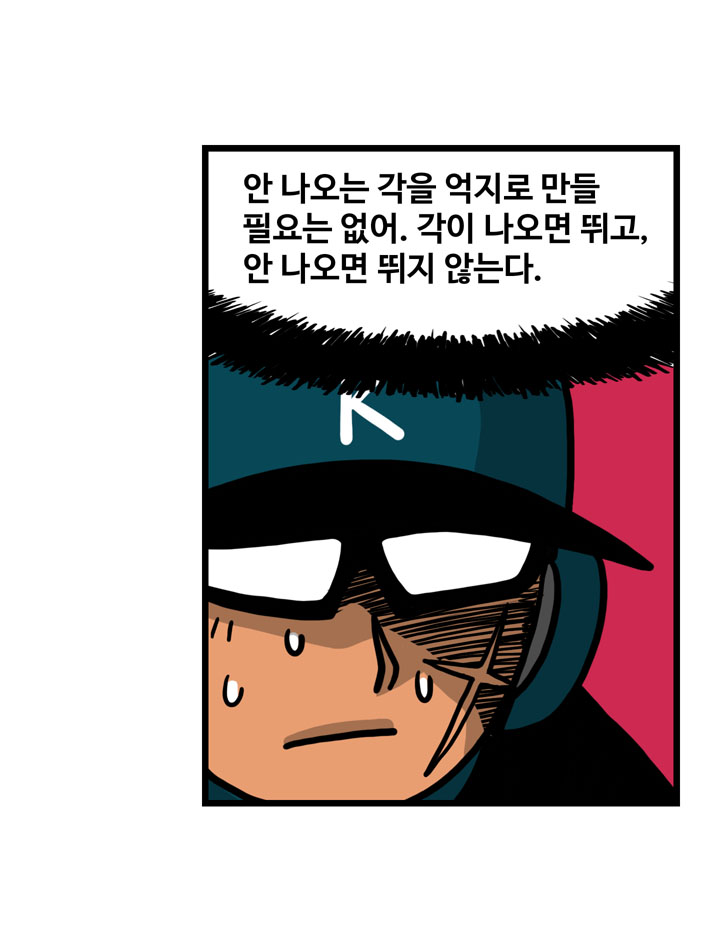 안 나오는 각을 억지로 만들
필요는 없어. 각이 나오면 뛰고,
안 나오면 뛰지 않는다.